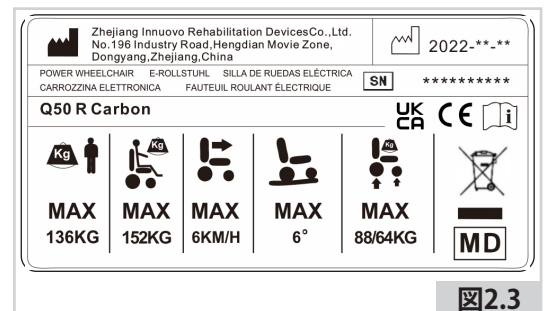 Zhejiang Innuovo Rehabilitation DevicesCo.,Ltd.
No.196 Industry Road,Hengdian Movie Zone,
Dongyang,Zhejiang,China
2022-**-**
POWER WHEELCHAIR E-ROLLSTUHL SILLA DE RUEDAS ELÉCTRICA
CARROZZINA ELETTRONICA FAUTEUIL ROULANT ÉLECTRIQUE
SN **********
Q50 R Carbon
UK CA CE i
Kg Kg Kg
MAX MAX MAX MAX MAX
136KG 152KG 6KM/H 6° 88/64KG
MD
図2.3